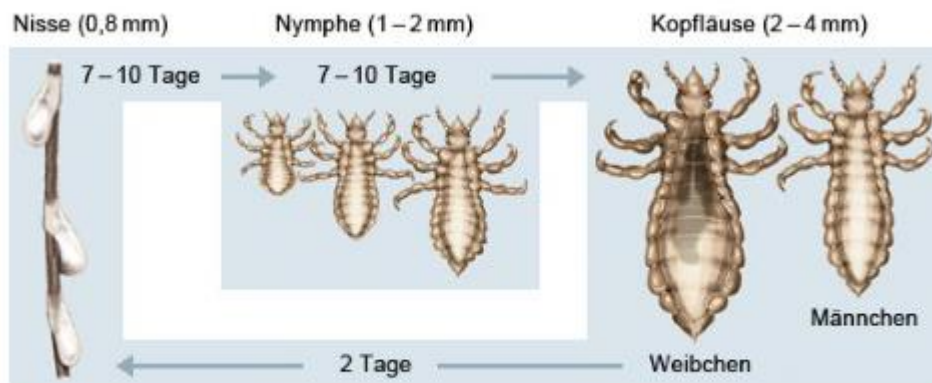 Nisse (0,8 mm)
Nymphe (1 – 2 mm)
Kopfläuse (2 – 4 mm)
7 – 10 Tage
7 – 10 Tage
Männchen
2 Tage
Weibchen